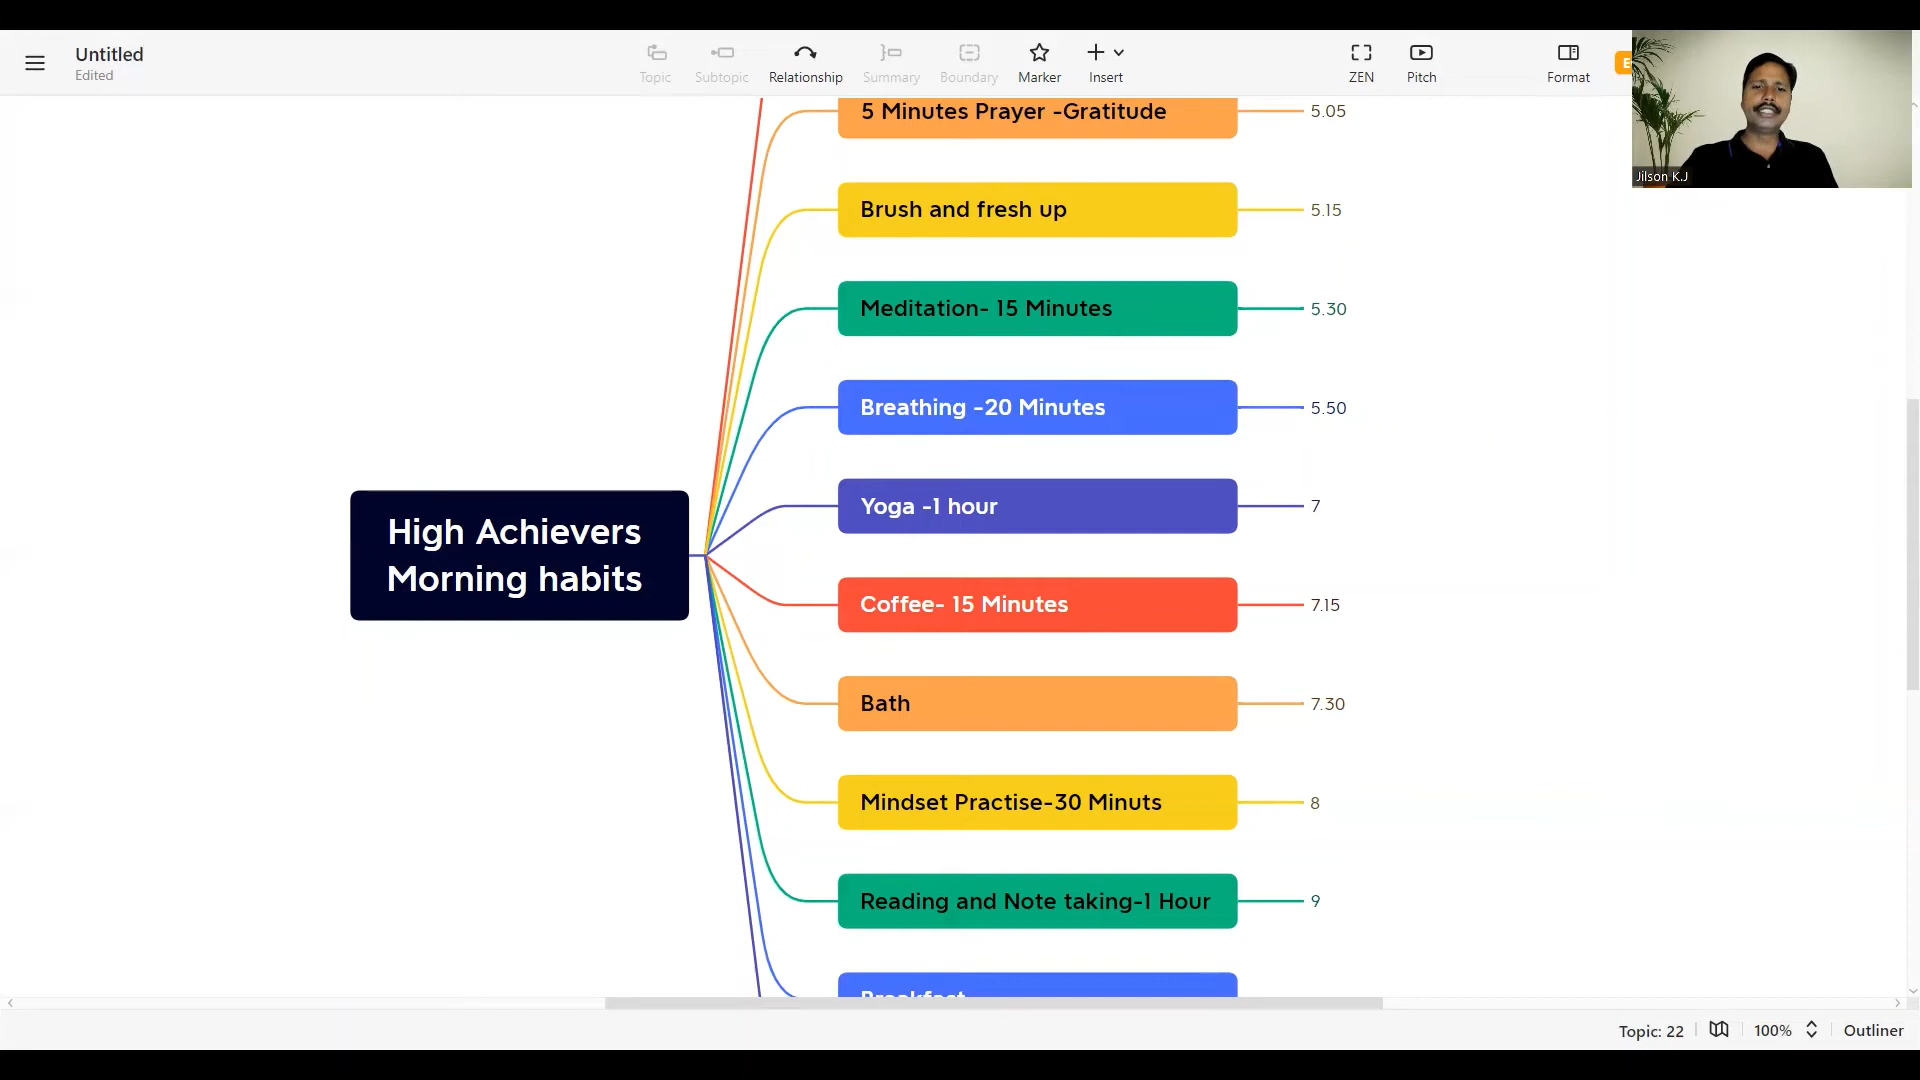 Untitled
Edited
Topic
Subtopic
Relationship
Summary
Boundary
Marker
Insert
ZEN
Pitch
Format
Jilson K.J
5 Minutes Prayer -Gratitude
5.05
Brush and fresh up
5.15
Meditation- 15 Minutes
5.30
Breathing -20 Minutes
5.50
Yoga -1 hour
7
High Achievers
Morning habits
Coffee- 15 Minutes
7.15
Bath
7.30
Mindset Practise-30 Minuts
8
Reading and Note taking-1 Hour
9
Breakfast
Topic: 22
100%
Outliner